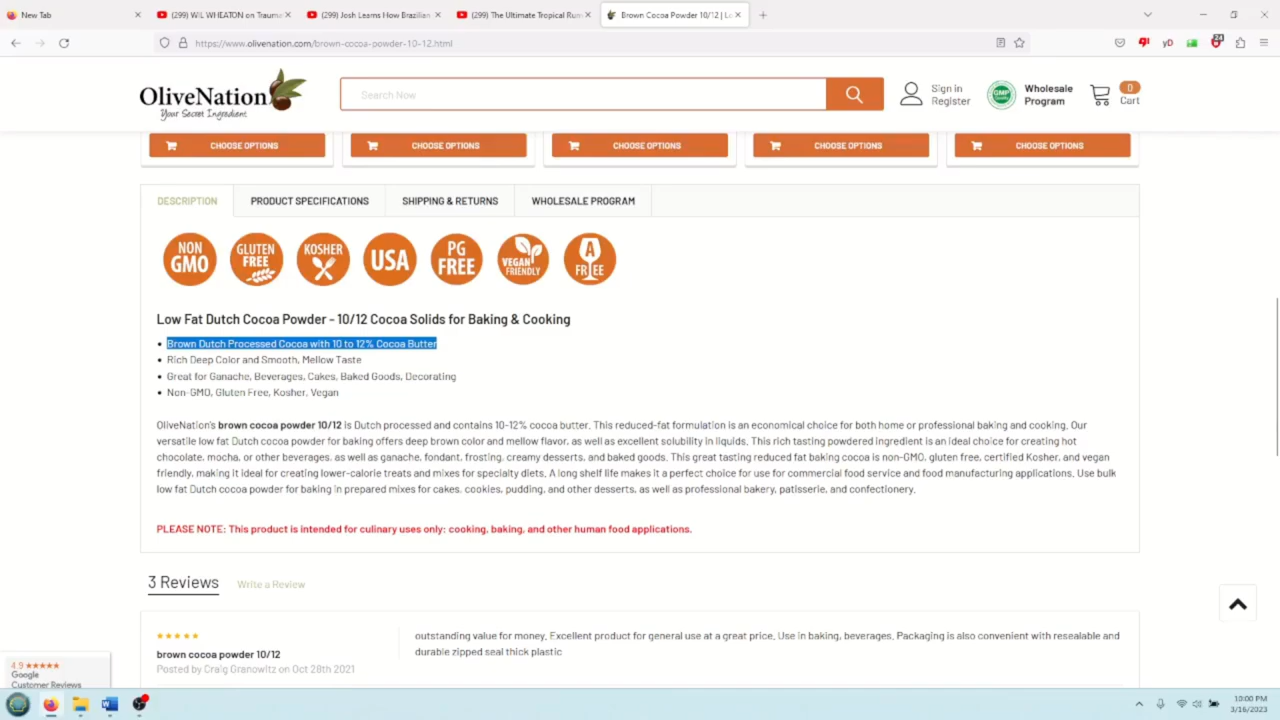 New Tab
(299) WIL WHEATON on Trauma
(299) Josh Learns How Brazilian
(299) The Ultimate Tropical Rum
Brown Cocoa Powder 10/12 | Lo
https://www.olivenation.com/brown-cocoa-powder-10-12.html
24
yD
OliveNation
Your Secret Ingredient
Search Now
Sign in
Register
GMP
Wholesale
Program
0
Cart
CHOOSE OPTIONS
CHOOSE OPTIONS
CHOOSE OPTIONS
CHOOSE OPTIONS
CHOOSE OPTIONS
DESCRIPTION
PRODUCT SPECIFICATIONS
SHIPPING & RETURNS
WHOLESALE PROGRAM
NON GMO
GLUTEN FREE
KOSHER
USA
PG FREE
VEGAN FRIENDLY
A FREE
Low Fat Dutch Cocoa Powder - 10/12 Cocoa Solids for Baking & Cooking
• Brown Dutch Processed Cocoa with 10 to 12% Cocoa Butter
• Rich Deep Color and Smooth, Mellow Taste
• Great for Ganache, Beverages, Cakes, Baked Goods, Decorating
• Non-GMO, Gluten Free, Kosher, Vegan
OliveNation's brown cocoa powder 10/12 is Dutch processed and contains 10-12% cocoa butter. This reduced-fat formulation is an economical choice for both home or professional baking and cooking. Our
versatile low fat Dutch cocoa powder for baking offers deep brown color and mellow flavor, as well as excellent solubility in liquids. This rich tasting powdered ingredient is an ideal choice for creating hot
chocolate, mocha, or other beverages, as well as ganache, fondant, frosting, creamy desserts, and baked goods. This great tasting reduced fat baking cocoa is non-GMO, gluten free, certified Kosher, and vegan
friendly, making it ideal for creating lower-calorie treats and mixes for specialty diets. A long shelf life makes it a perfect choice for use for commercial food service and food manufacturing applications. Use bulk
low fat Dutch cocoa powder for baking in prepared mixes for cakes, cookies, pudding, and other desserts, as well as professional bakery, patisserie, and confectionery.
PLEASE NOTE: This product is intended for culinary uses only: cooking, baking, and other human food applications.
3 Reviews
Write a Review
brown cocoa powder 10/12
Posted by Craig Granowitz on Oct 28th 2021
outstanding value for money. Excellent product for general use at a great price. Use in baking, beverages. Packaging is also convenient with resealable and
durable zipped seal thick plastic
4.9
Google
Customer Reviews
10:00 PM
3/16/2023